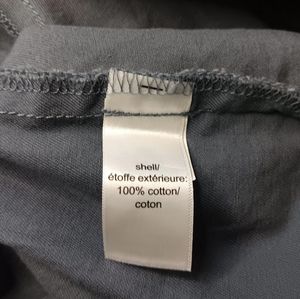 shell/
étoffe extérieure:
100% cotton/
coton